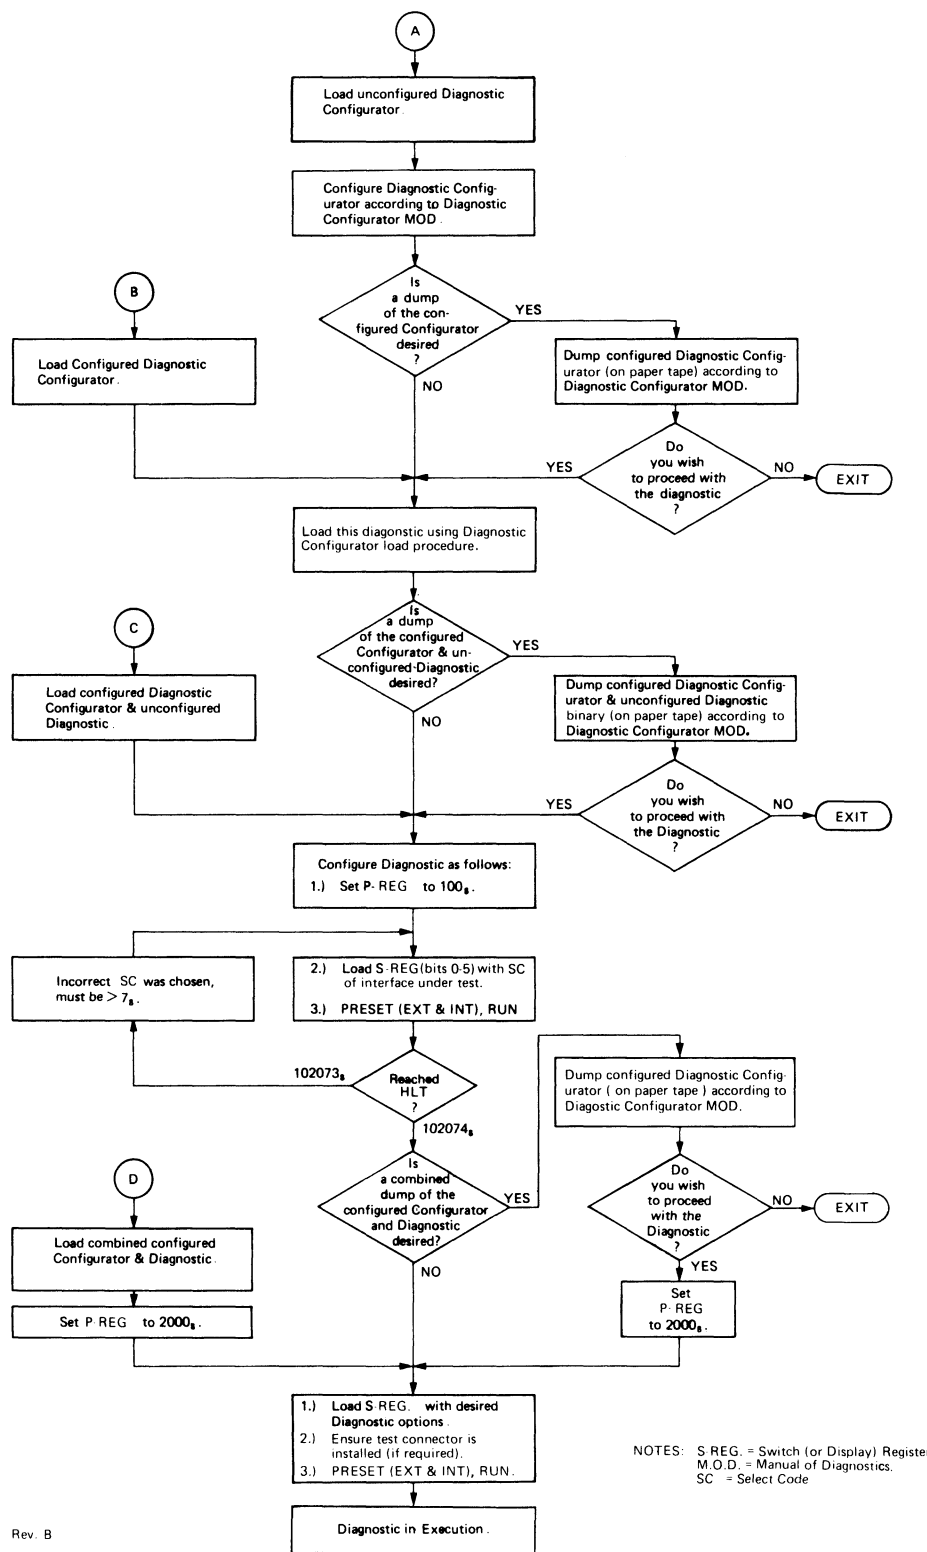 A
Load unconfigured Diagnostic
Configurator.
Configure Diagnostic Config-
urator according to Diagnostic
Configurator MOD.
Is
a dump
of the con-
figured Configurator
desired
?
YES
NO
B
Load Configured Diagnostic
Configurator.
Dump configured Diagnostic Config-
urator (on paper tape) according to
Diagnostic Configurator MOD.
Do
you wish
to proceed with
the diagnostic
?
YES
NO
EXIT
Load this diagonstic using Diagnostic
Configurator load procedure.
Is
a dump
of the configured
Configurator & un-
configured-Diagnostic
desired?
YES
NO
C
Load configured Diagnostic
Configurator & unconfigured
Diagnostic.
Dump configured Diagnostic Config-
urator & unconfigured Diagnostic
binary (on paper tape) according to
Diagnostic Configurator MOD.
Do
you wish
to proceed with
the Diagnostic
?
YES
NO
EXIT
Configure Diagnostic as follows:
1.) Set P-REG to 100₈.
Incorrect SC was chosen,
must be > 7₈.
2.) Load S-REG(bits 0-5) with SC
of interface under test.
3.) PRESET (EXT & INT), RUN
102073₈
Reached
HLT
?
102074₈
Dump configured Diagnostic Config-
urator ( on paper tape ) according to
Diagostic Configurator MOD.
Is
a combined
dump of the
configured Configurator
and Diagnostic
desired?
YES
NO
D
Load combined configured
Configurator & Diagnostic.
Set P-REG to 2000₈.
Do
you wish
to proceed
with the
Diagnostic
?
NO
EXIT
YES
Set
P-REG
to 2000₈.
1.) Load S-REG. with desired
Diagnostic options.
2.) Ensure test connector is
installed (if required).
3.) PRESET (EXT & INT), RUN.
Diagnostic in Execution.
NOTES: S-REG. = Switch (or Display) Registe
M.O.D. = Manual of Diagnostics.
SC = Select Code
Rev. B